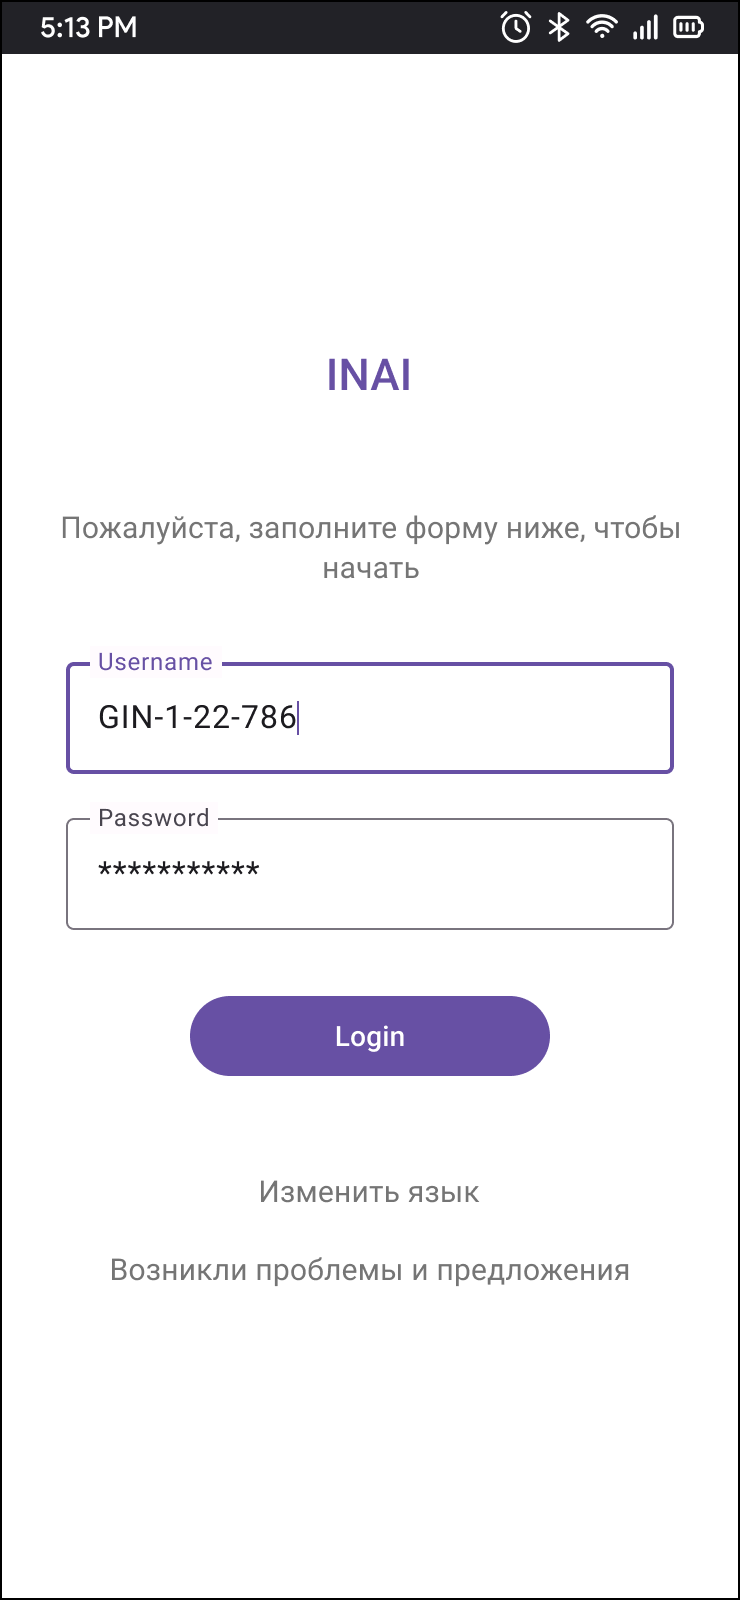 5:13 PM
INAI
Пожалуйста, заполните форму ниже, чтобы
начать
Username
GIN-1-22-786
Password
***********
Login
Изменить язык
Возникли проблемы и предложения